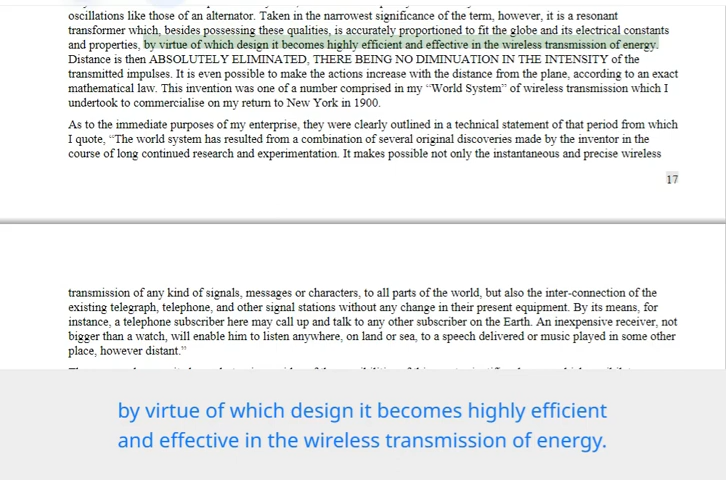 oscillations like those of an alternator. Taken in the narrowest significance of the term, however, it is a resonant
transformer which, besides possessing these qualities, is accurately proportioned to fit the globe and its electrical constants
and properties, by virtue of which design it becomes highly efficient and effective in the wireless transmission of energy.
Distance is then ABSOLUTELY ELIMINATED, THERE BEING NO DIMINUATION IN THE INTENSITY of the
transmitted impulses. It is even possible to make the actions increase with the distance from the plane, according to an exact
mathematical law. This invention was one of a number comprised in my “World System” of wireless transmission which I
undertook to commercialise on my return to New York in 1900.
As to the immediate purposes of my enterprise, they were clearly outlined in a technical statement of that period from which
I quote, “The world system has resulted from a combination of several original discoveries made by the inventor in the
course of long continued research and experimentation. It makes possible not only the instantaneous and precise wireless
17
transmission of any kind of signals, messages or characters, to all parts of the world, but also the inter-connection of the
existing telegraph, telephone, and other signal stations without any change in their present equipment. By its means, for
instance, a telephone subscriber here may call up and talk to any other subscriber on the Earth. An inexpensive receiver, not
bigger than a watch, will enable him to listen anywhere, on land or sea, to a speech delivered or music played in some other
place, however distant.”
by virtue of which design it becomes highly efficient
and effective in the wireless transmission of energy.